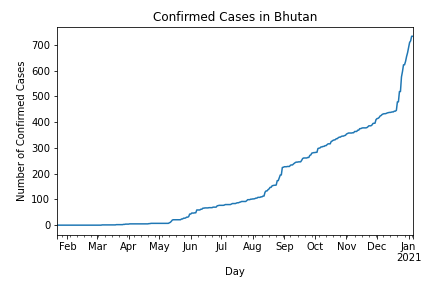 Confirmed Cases in Bhutan
Number of Confirmed Cases
700
600
500
400
300
200
100
0
Feb Mar Apr May Jun Jul Aug Sep Oct Nov Dec Jan
2021
Day